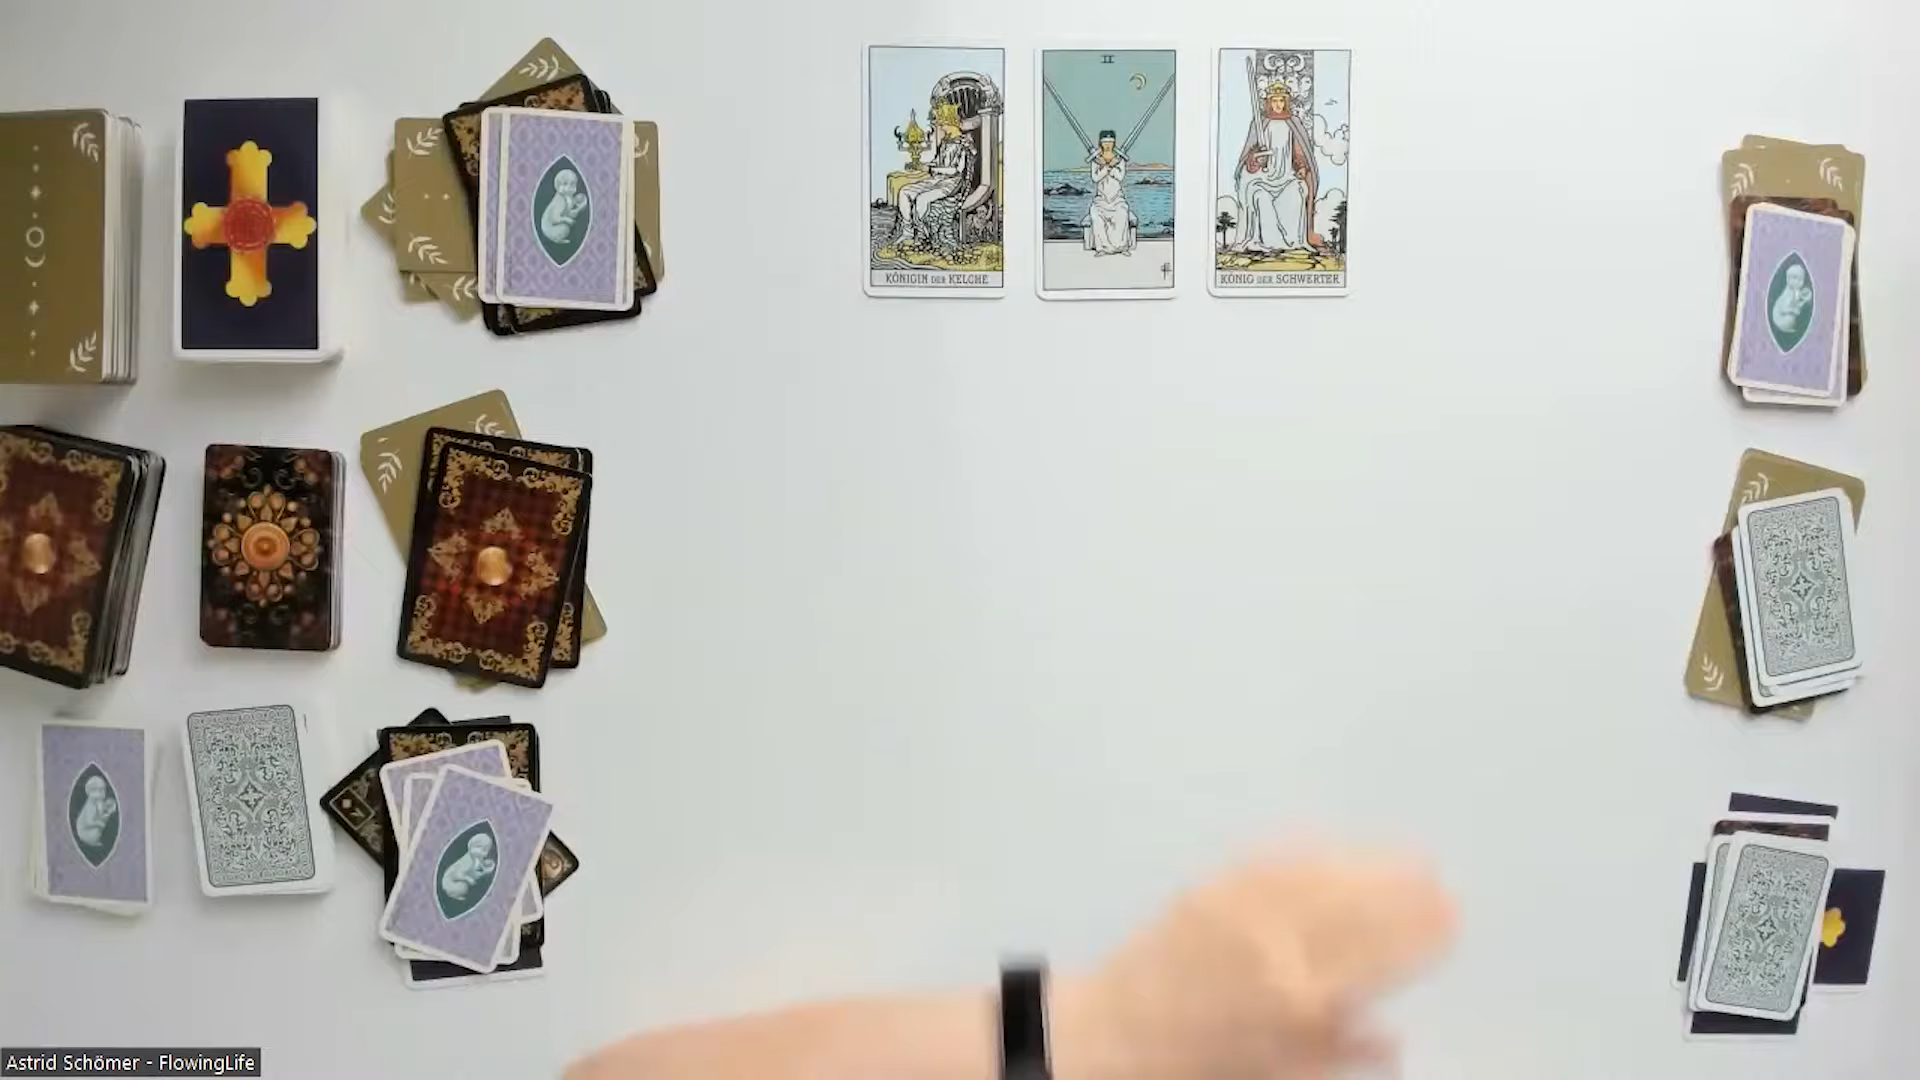 II
KÖNIGIN DER KELCHE
KÖNIG DER SCHWERTER
Astrid Schömer - FlowingLife